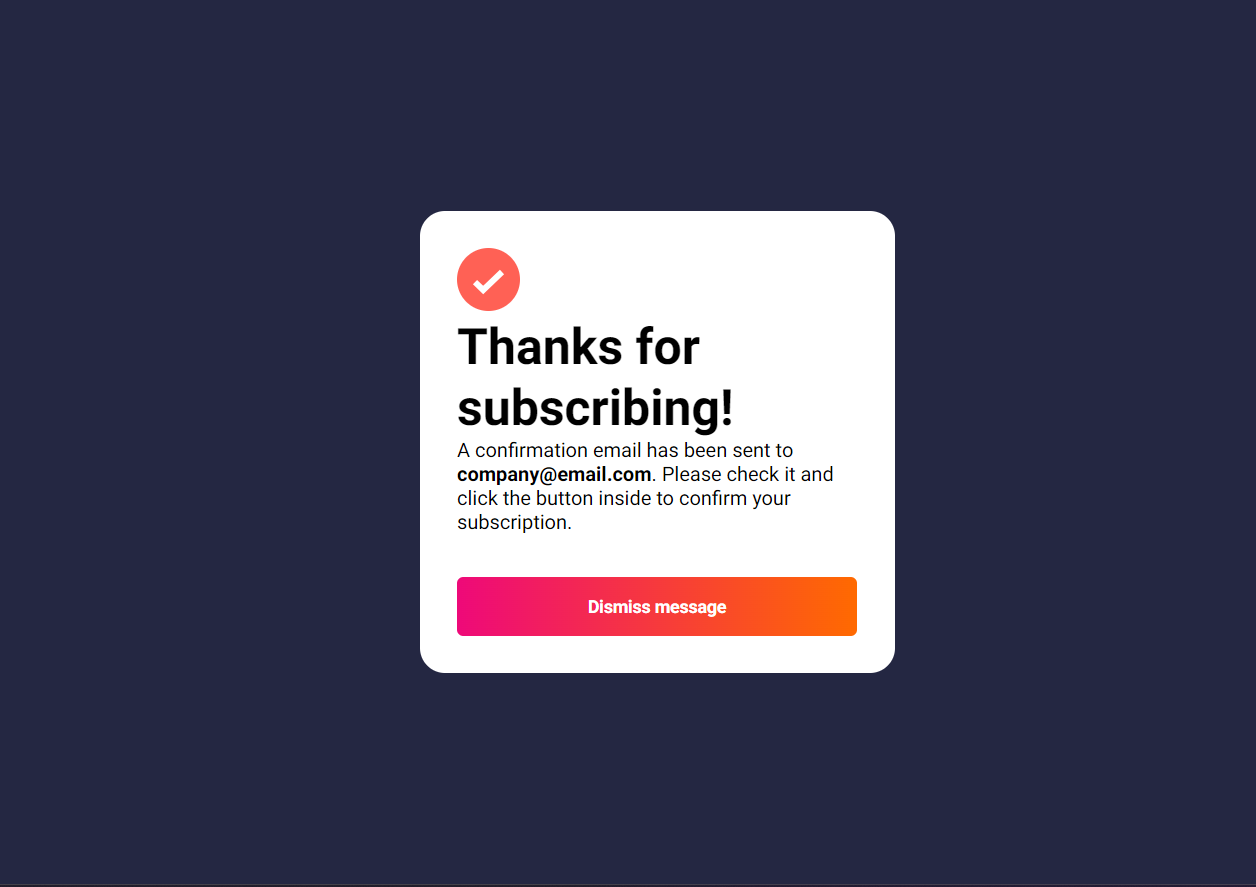 Thanks for
subscribing!
A confirmation email has been sent to
company@email.com. Please check it and
click the button inside to confirm your
subscription.
Dismiss message